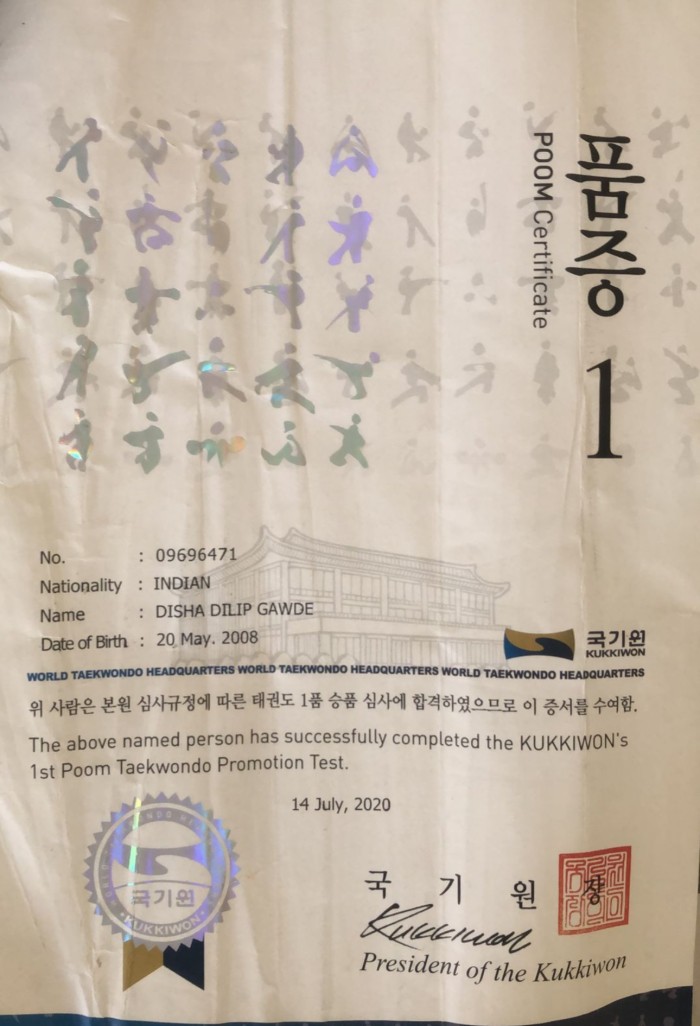 품증 1
POOM Certificate
No. : 09696471
Nationality : INDIAN
Name : DISHA DILIP GAWDE
Date of Birth : 20 May. 2008
국기원
KUKKIWON
WORLD TAEKWONDO HEADQUARTERS WORLD TAEKWONDO HEADQUARTERS WORLD TAEKWONDO HEADQUARTERS
위 사람은 본원 심사규정에 따른 태권도 1품 승품 심사에 합격하였으므로 이 증서를 수여함.
The above named person has successfully completed the KUKKIWON's
1st Poom Taekwondo Promotion Test.
14 July, 2020
국기원
KUKKIWON
국 기 원 장
Kukkiwon
President of the Kukkiwon